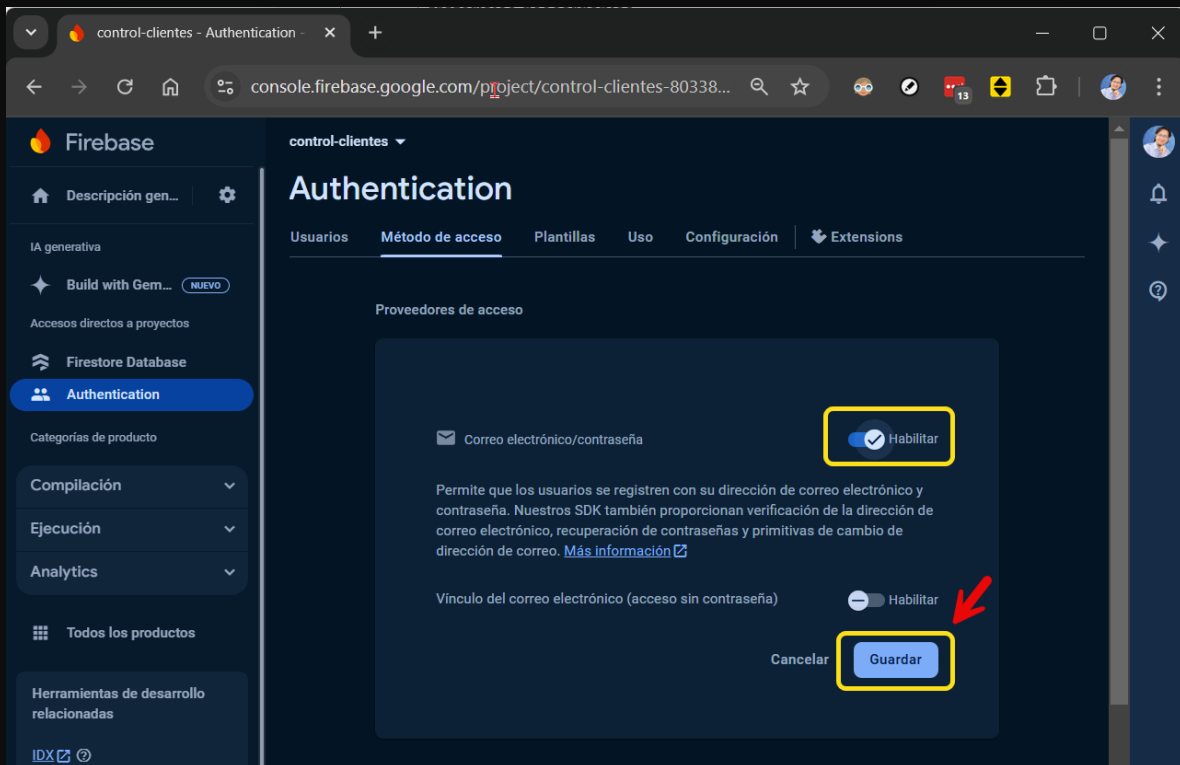 control-clientes - Authentication -
console.firebase.google.com/project/control-clientes-80338...
13
Firebase
control-clientes
Descripción gen...
Authentication
Usuarios
Método de acceso
Plantillas
Uso
Configuración
Extensions
IA generativa
Build with Gem...
NUEVO
Accesos directos a proyectos
Firestore Database
Authentication
Categorías de producto
Compilación
Ejecución
Analytics
Todos los productos
Herramientas de desarrollo
relacionadas
IDX
Proveedores de acceso
Correo electrónico/contraseña
Habilitar
Permite que los usuarios se registren con su dirección de correo electrónico y
contraseña. Nuestros SDK también proporcionan verificación de la dirección de
correo electrónico, recuperación de contraseñas y primitivas de cambio de
dirección de correo. Más información
Vínculo del correo electrónico (acceso sin contraseña)
Habilitar
Cancelar
Guardar